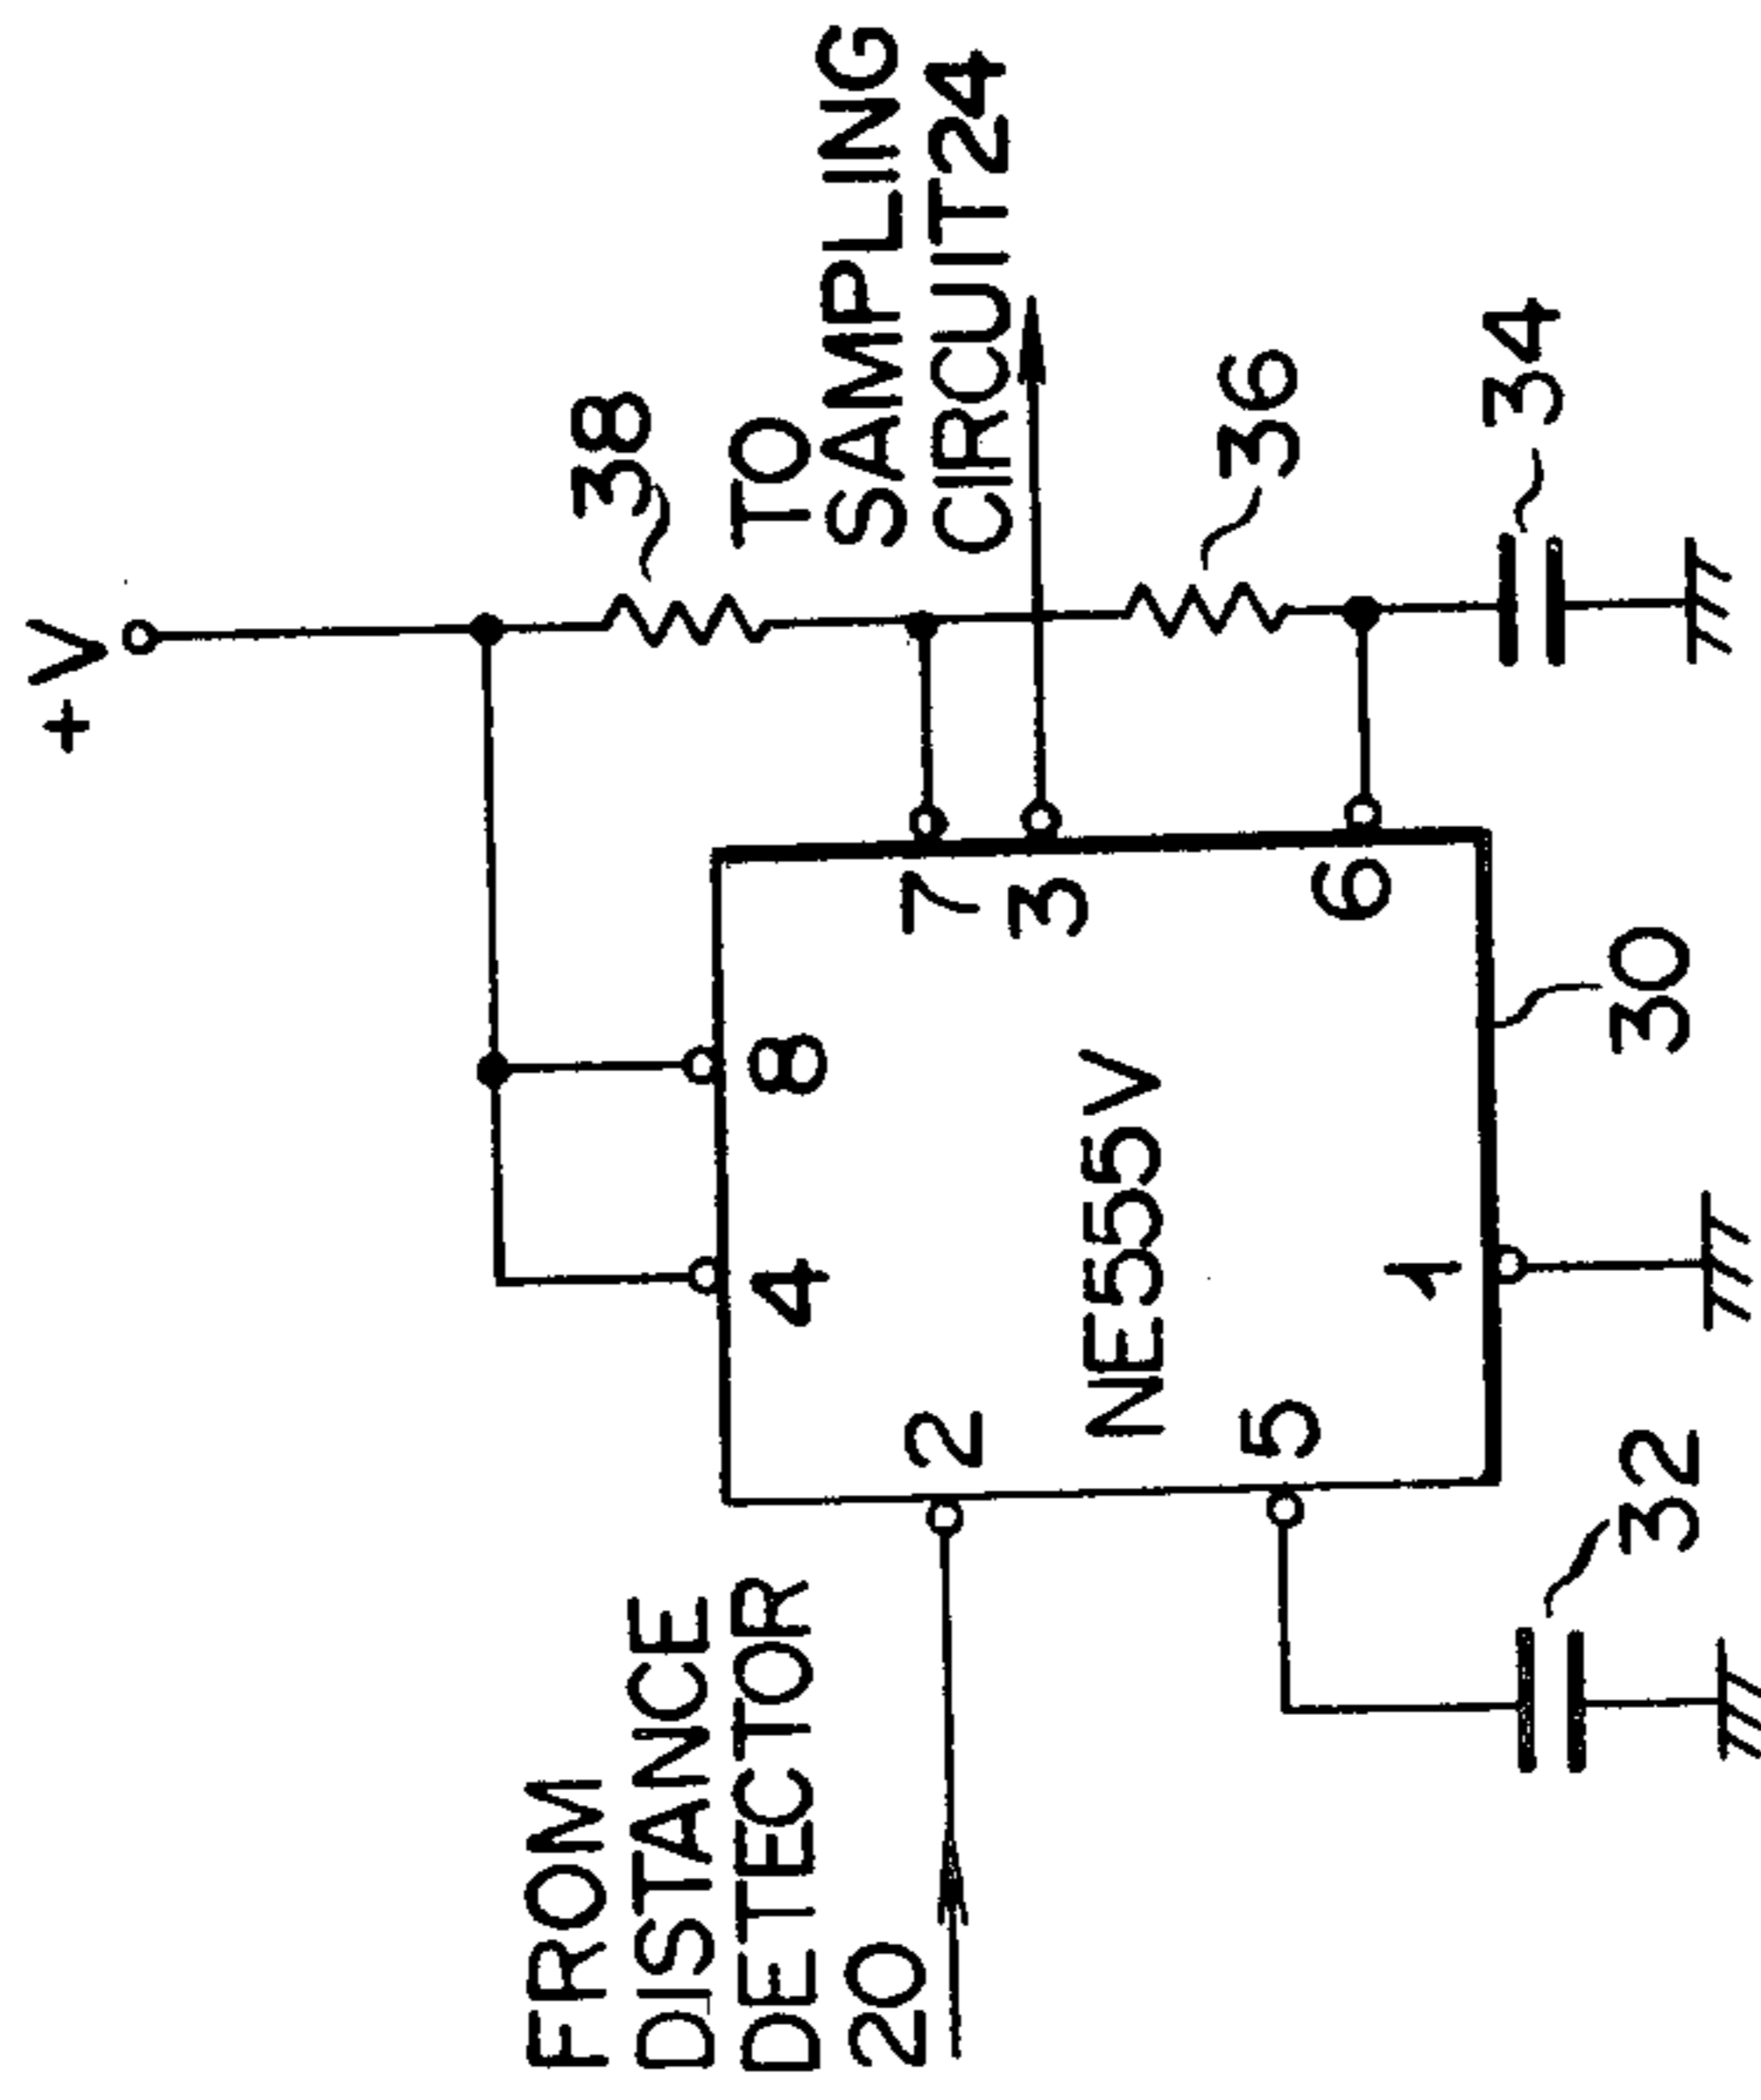 +V
38
TO
SAMPLING
CIRCUIT24
FROM
DISTANCE
DETECTOR
20
4
8
2
7
3
NE555V
36
5
6
1
34
32
30